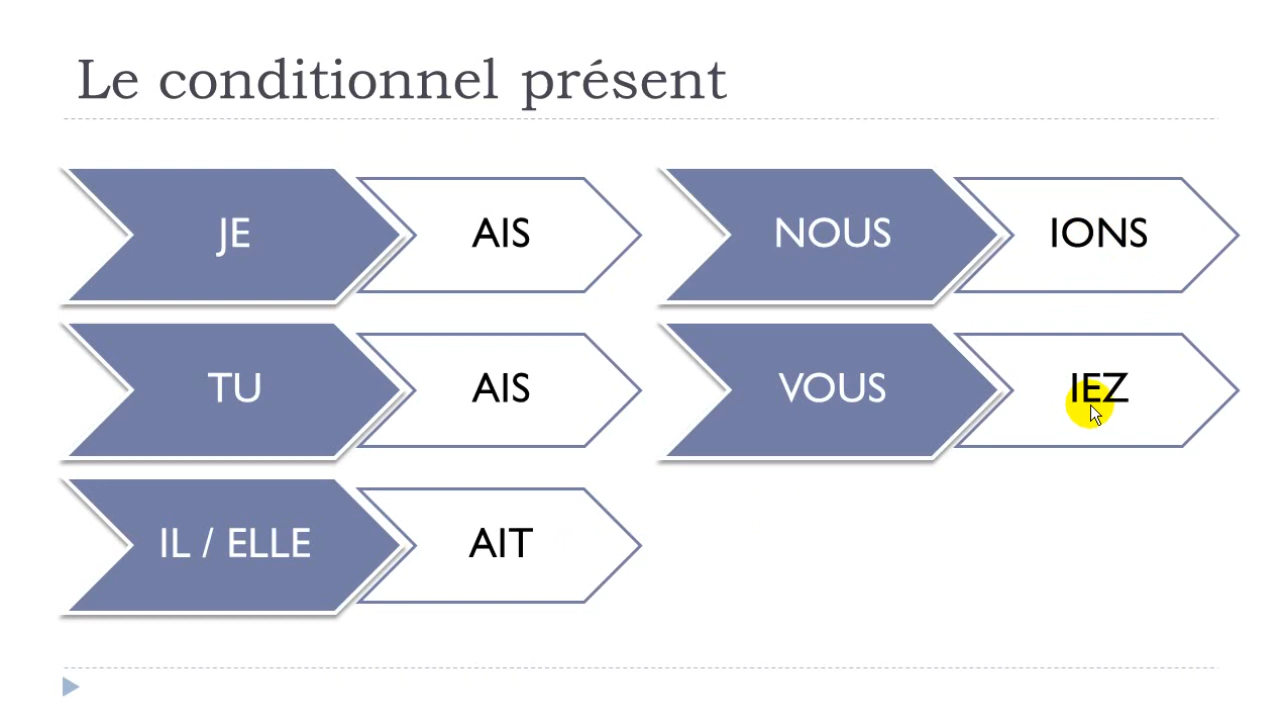 Le conditionnel présent
JE
AIS
NOUS
IONS
TU
AIS
VOUS
IEZ
IL / ELLE
AIT